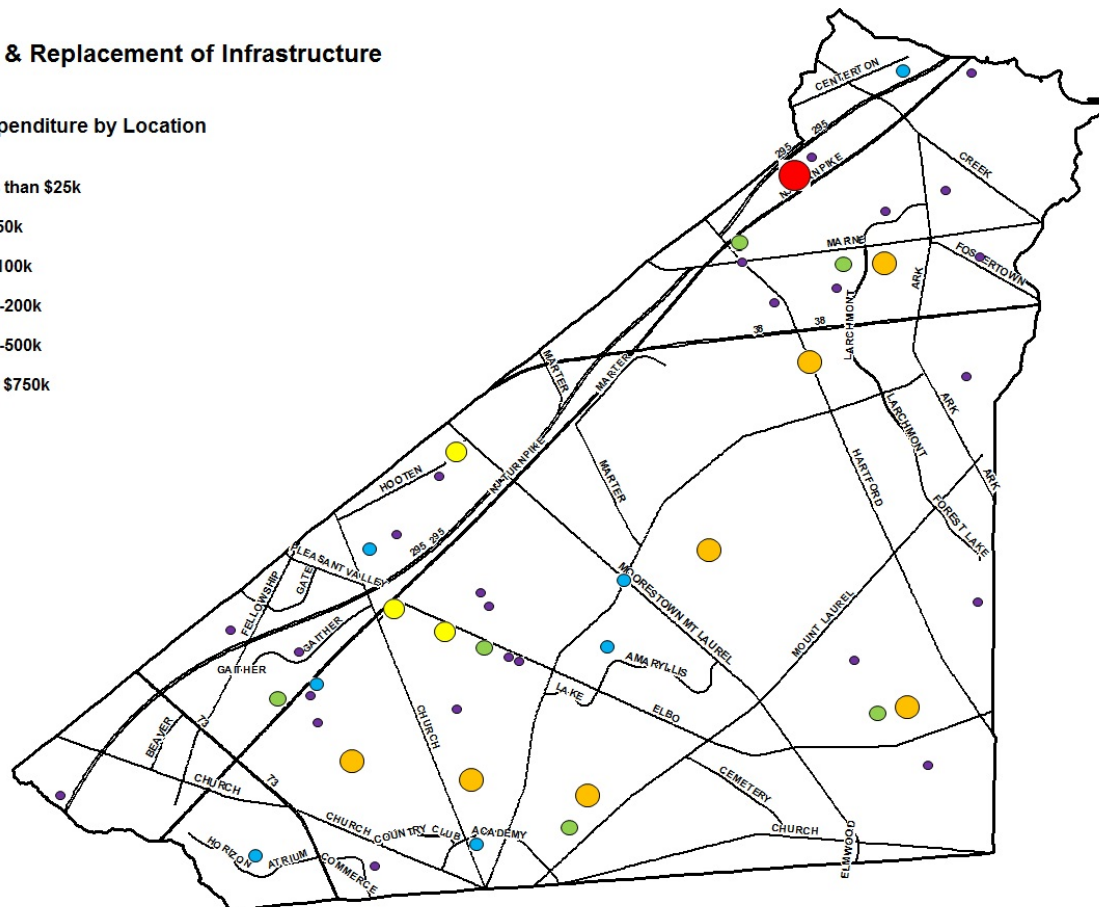 & Replacement of Infrastructure
penditure by Location
than $25k
50k
100k
-200k
-500k
$750k
CENTERTON
295
295
CREEK
MARNE
FOSTERTOWN
ARK
LARCHMONT
38
38
MARTER
MARTER
ARK
LARCHMONT
HARTFORD
ARK
NJ TURNPIKE
HOOTEN
MARTER
FOREST LAKE
295
295
PLEASANT VALLEY
GATE
FELLOWSHIP
MOORESTOWN MT LAUREL
MOUNT LAUREL
GAITHER
GAITHER
AMARYLLIS
LAKE
ELBO
CHURCH
73
BEAVER
73
CHURCH
CEMETERY
CHURCH
COUNTRY CLUB
ACADEMY
CHURCH
ELMWOOD
HORIZON
ATRIUM
COMMERCE